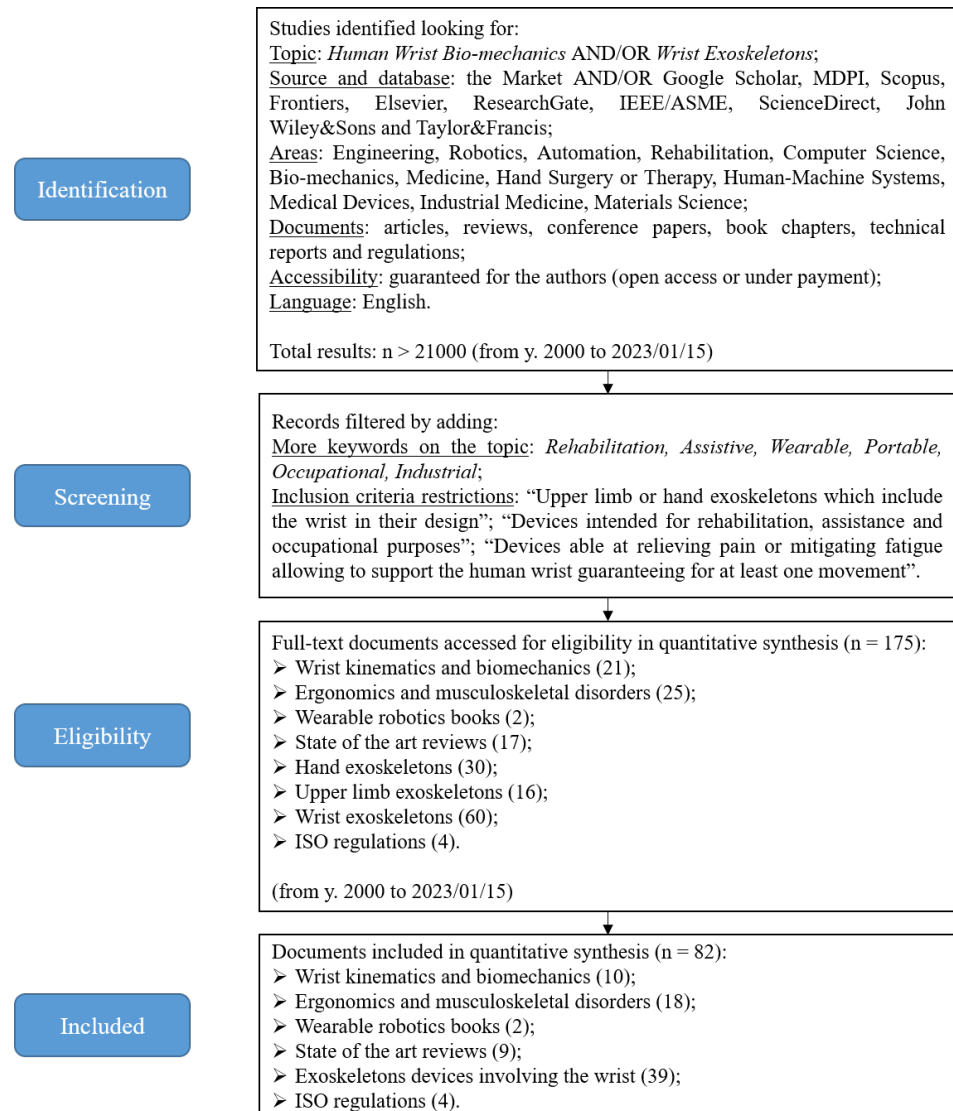 Studies identified looking for:
Topic: Human Wrist Bio-mechanics AND/OR Wrist Exoskeletons;
Source and database: the Market AND/OR Google Scholar, MDPI, Scopus,
Frontiers, Elsevier, ResearchGate, IEEE/ASME, ScienceDirect, John
Wiley&Sons and Taylor&Francis;
Areas: Engineering, Robotics, Automation, Rehabilitation, Computer Science,
Bio-mechanics, Medicine, Hand Surgery or Therapy, Human-Machine Systems,
Medical Devices, Industrial Medicine, Materials Science;
Documents: articles, reviews, conference papers, book chapters, technical
reports and regulations;
Accessibility: guaranteed for the authors (open access or under payment);
Language: English.
Total results: n > 21000 (from y. 2000 to 2023/01/15)
Identification
Records filtered by adding:
More keywords on the topic: Rehabilitation, Assistive, Wearable, Portable,
Occupational, Industrial;
Inclusion criteria restrictions: “Upper limb or hand exoskeletons which include
the wrist in their design”; “Devices intended for rehabilitation, assistance and
occupational purposes”; “Devices able at relieving pain or mitigating fatigue
allowing to support the human wrist guaranteeing for at least one movement”.
Screening
Full-text documents accessed for eligibility in quantitative synthesis (n = 175):
➢ Wrist kinematics and biomechanics (21);
➢ Ergonomics and musculoskeletal disorders (25);
➢ Wearable robotics books (2);
➢ State of the art reviews (17);
➢ Hand exoskeletons (30);
➢ Upper limb exoskeletons (16);
➢ Wrist exoskeletons (60);
➢ ISO regulations (4).
(from y. 2000 to 2023/01/15)
Eligibility
Documents included in quantitative synthesis (n = 82):
➢ Wrist kinematics and biomechanics (10);
➢ Ergonomics and musculoskeletal disorders (18);
➢ Wearable robotics books (2);
➢ State of the art reviews (9);
➢ Exoskeletons devices involving the wrist (39);
➢ ISO regulations (4).
Included